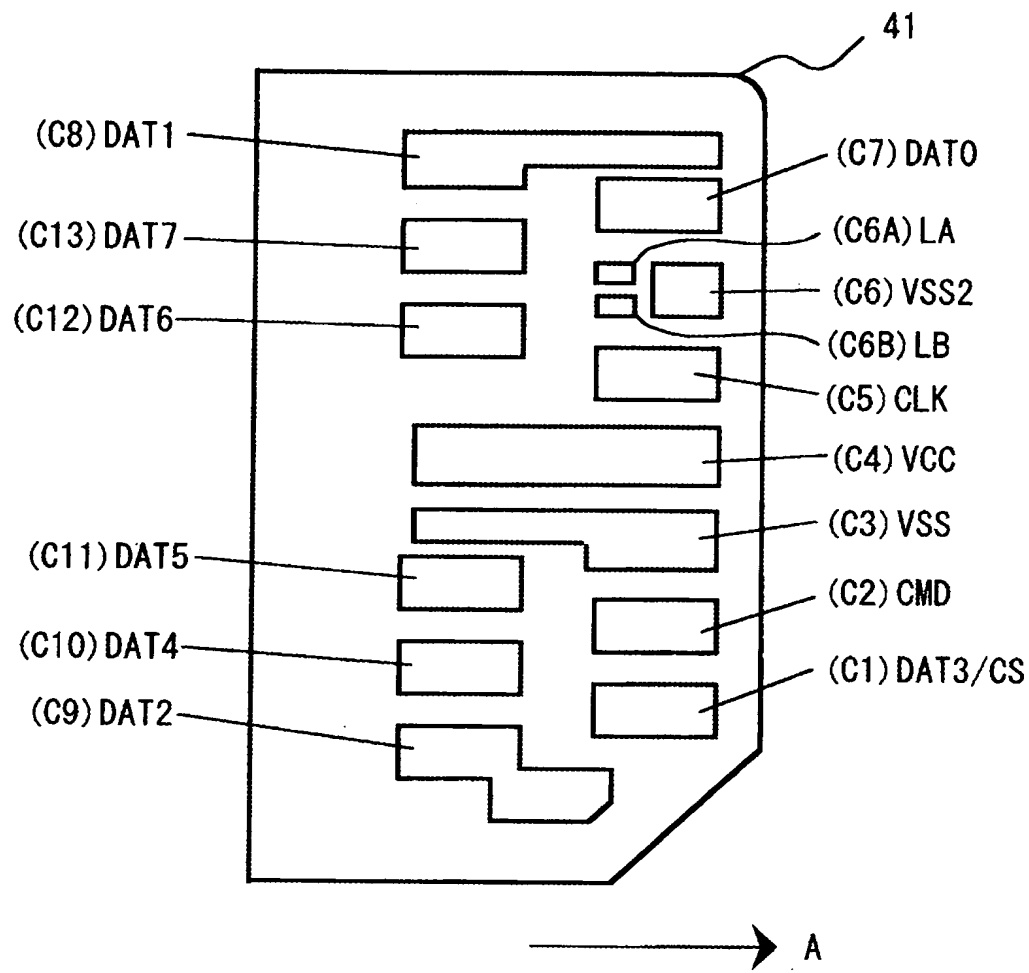 41
(C8) DAT1
(C7) DAT0
(C13) DAT7
(C6A) LA
(C12) DAT6
(C6) VSS2
(C6B) LB
(C5) CLK
(C4) VCC
(C3) VSS
(C11) DAT5
(C2) CMD
(C10) DAT4
(C1) DAT3/CS
(C9) DAT2
A